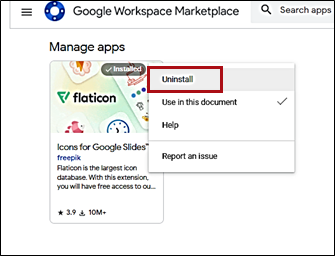 Google Workspace Marketplace
Search apps
Manage apps
Installed
flaticon
Icons for Google Slides™
freepik
Flaticon is the largest icon
database. With this extension,
you will have free access to ou...
3.9 10M+
Uninstall
Use in this document
Help
Report an issue